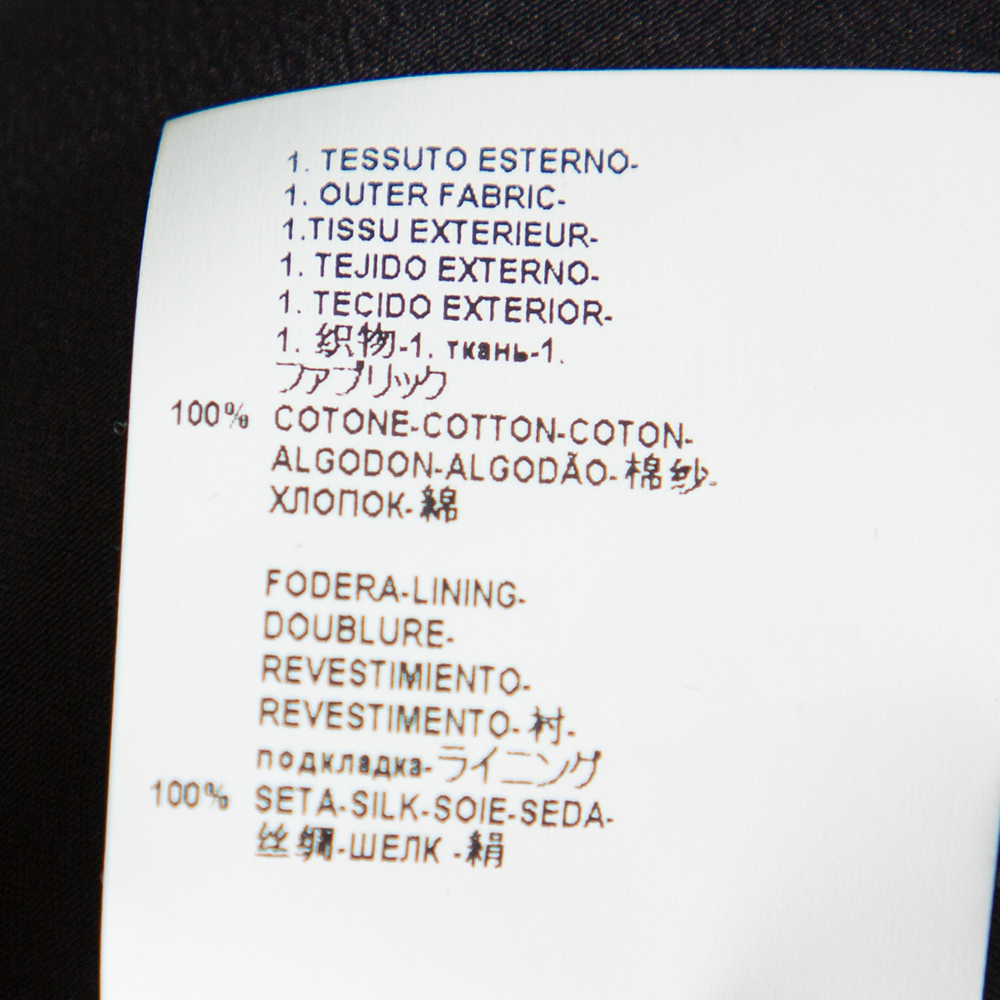 1. TESSUTO ESTERNO-
1. OUTER FABRIC-
1.TISSU EXTERIEUR-
1. TEJIDO EXTERNO-
1. TECIDO EXTERIOR-
1. 织物-1. ткань-1.
ファブリック
100% COTONE-COTTON-COTON-
ALGODON-ALGODÃO-棉纱-
ХЛОПОК-綿
FODERA-LINING-
DOUBLURE-
REVESTIMIENTO-
REVESTIMENTO-衬-
подкладка-ライニング
100% SETA-SILK-SOIE-SEDA-
丝绸-ШЕЛК -絹